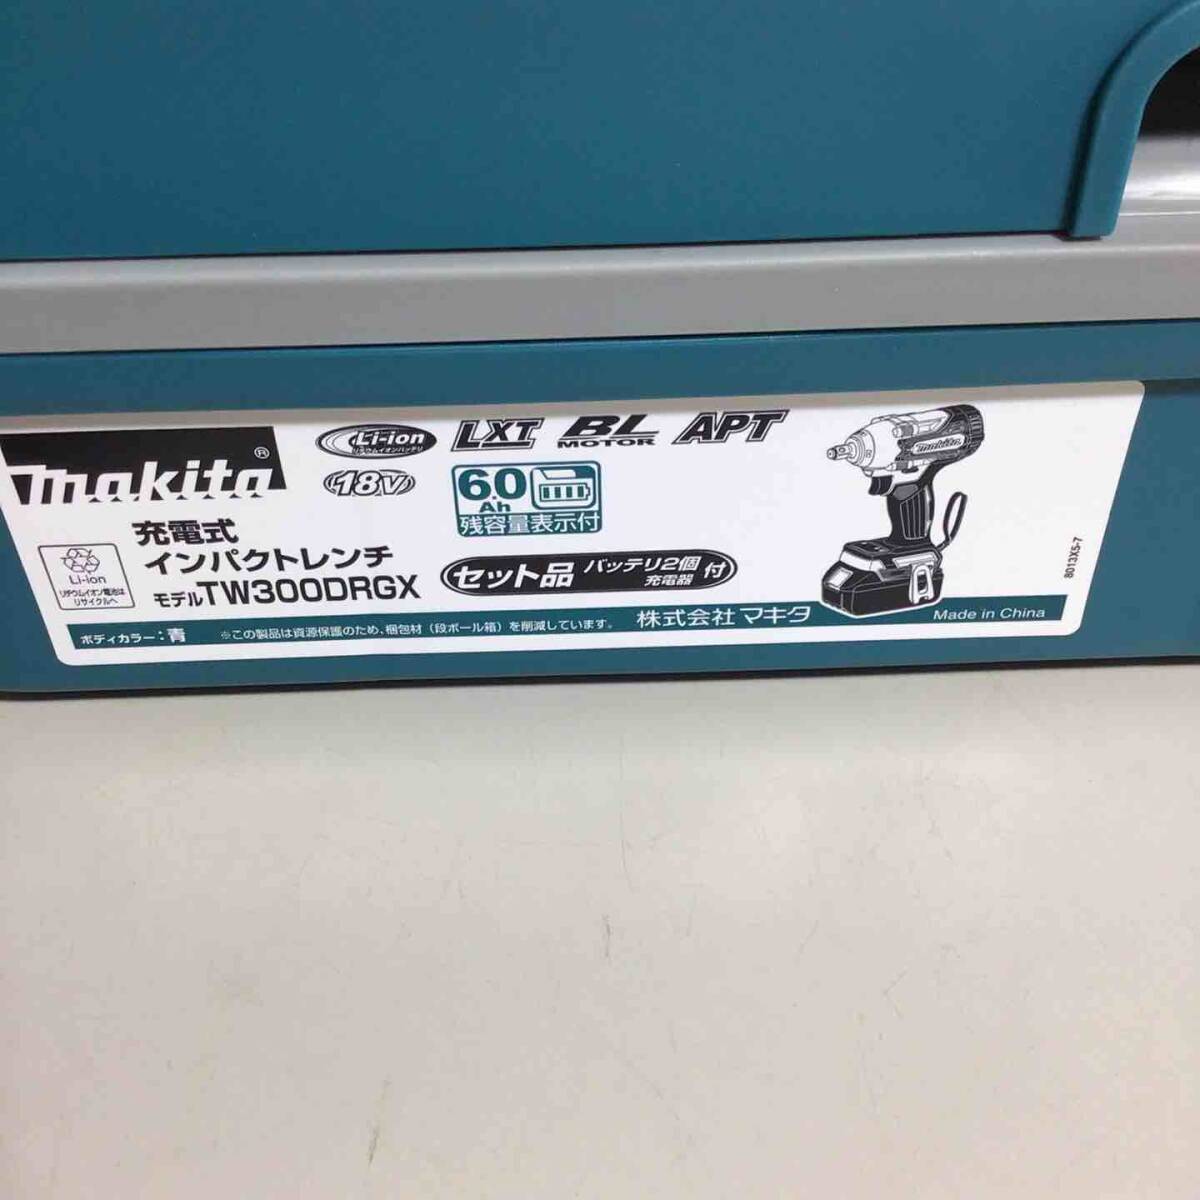 makita®
Li-ion
リチウムイオンバッテリ
LXT
BL
MOTOR
APT
18V
6.0
Ah
残容量表示付
充電式
インパクトレンチ
モデルTW300DRGX
Li-ion
リチウムイオン電池は
リサイクルへ
セット品 バッテリ2個
充電器 付
makita
ボディカラー:青 ※この製品は資源保護のため、梱包材(段ボール箱)を削減しています。 株式会社 マキタ Made in China
8013X5-7